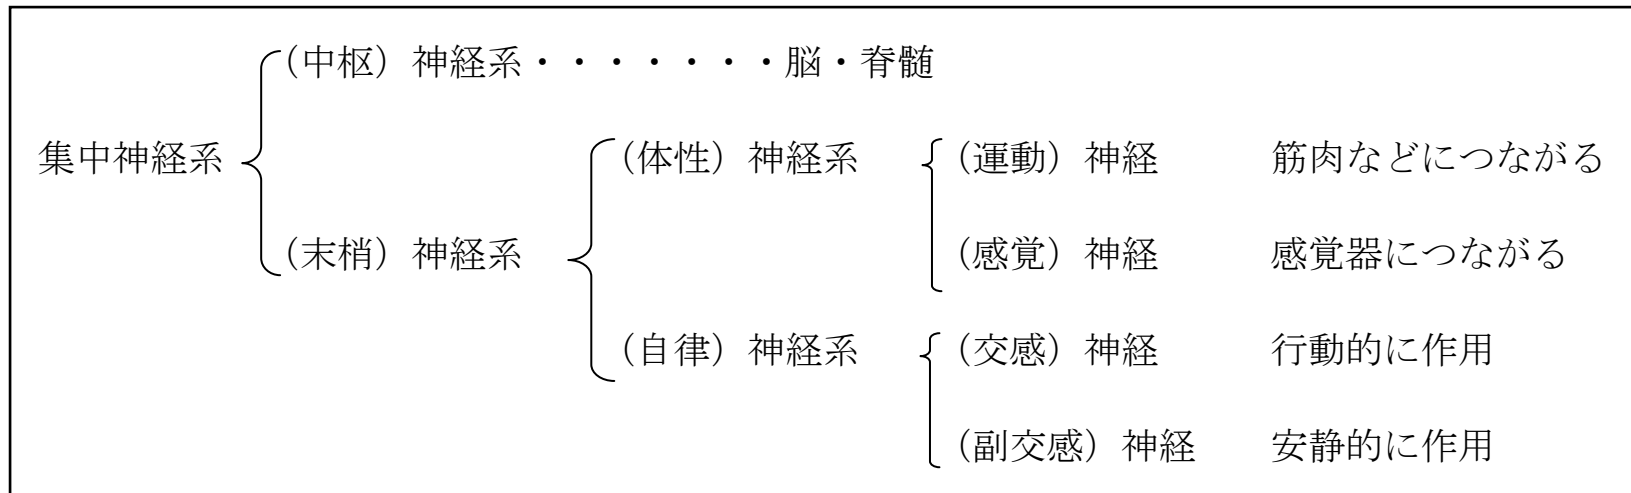 （中枢）神経系・・・・・・・脳・脊髄
集中神経系 （体性）神経系 （運動）神経 筋肉などにつながる
（末梢）神経系 （感覚）神経 感覚器につながる
（自律）神経系 （交感）神経 行動的に作用
（副交感）神経 安静的に作用